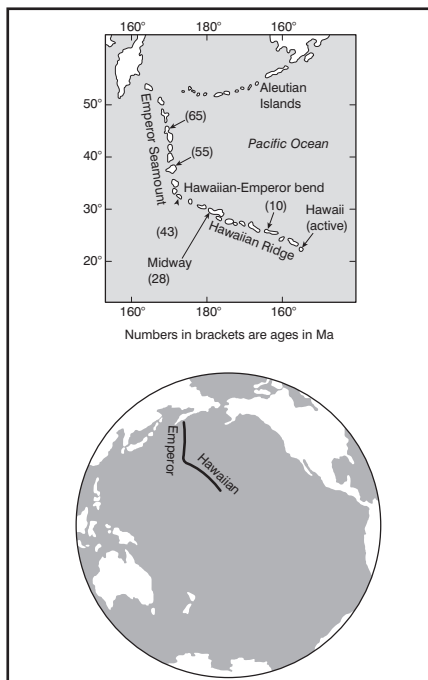 160°
180°
160°
50°
40°
30°
20°
Aleutian
Islands
Emperor Seamount
(65)
Pacific Ocean
(55)
Hawaiian-Emperor bend
(10)
Hawaii
(active)
(43)
Hawaiian Ridge
Midway
(28)
160°
180°
160°
Numbers in brackets are ages in Ma
Emperor
Hawaiian